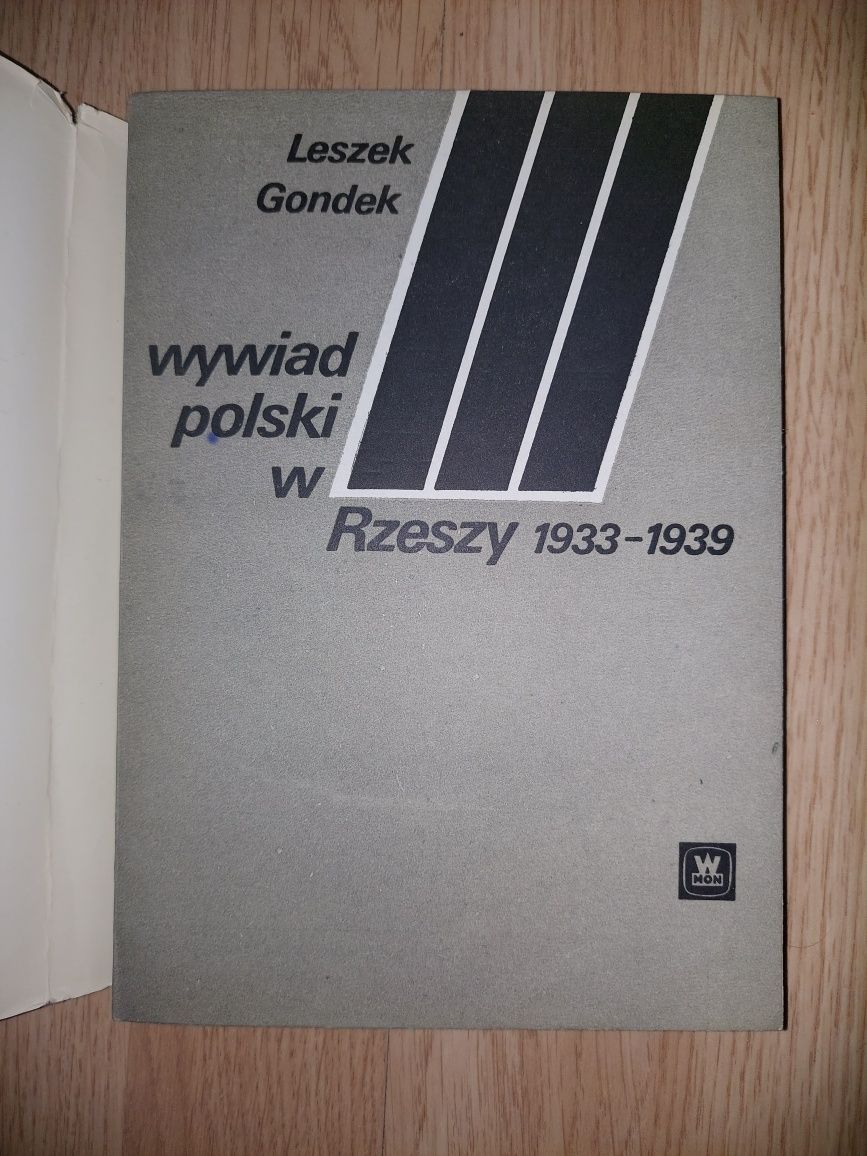 Leszek
Gondek
wywiad
polski
w
Rzeszy 1933-1939
W
MON